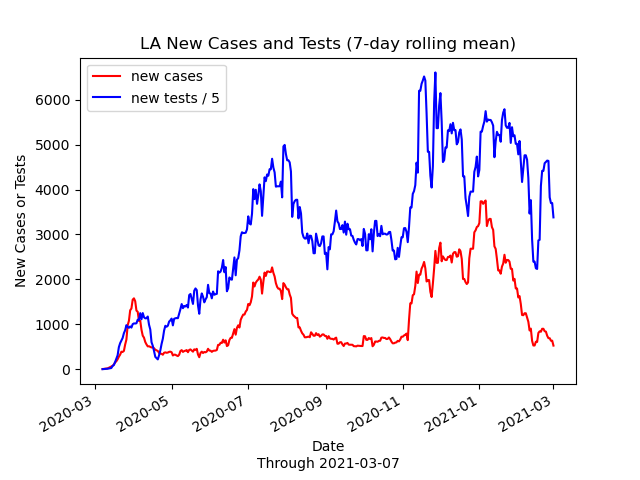 LA New Cases and Tests (7-day rolling mean)
new cases
new tests / 5
New Cases or Tests
6000
5000
4000
3000
2000
1000
0
2020-03
2020-05
2020-07
2020-09
2020-11
2021-01
2021-03
Date
Through 2021-03-07